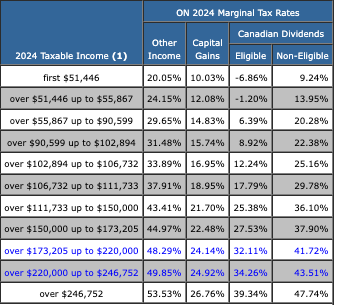 ON 2024 Marginal Tax Rates
2024 Taxable Income (1) Other Income Capital Gains Canadian Dividends
Eligible Non-Eligible
first $51,446 20.05% 10.03% -6.86% 9.24%
over $51,446 up to $55,867 24.15% 12.08% -1.20% 13.95%
over $55,867 up to $90,599 29.65% 14.83% 6.39% 20.28%
over $90,599 to $102,894 31.48% 15.74% 8.92% 22.38%
over $102,894 to $106,732 33.89% 16.95% 12.24% 25.16%
over $106,732 to $111,733 37.91% 18.95% 17.79% 29.78%
over $111,733 to $150,000 43.41% 21.70% 25.38% 36.10%
over $150,000 to $173,205 44.97% 22.48% 27.53% 37.90%
over $173,205 to $220,000 48.29% 24.14% 32.11% 41.72%
over $220,000 to $246,752 49.85% 24.92% 34.26% 43.51%
over $246,752 53.53% 26.76% 39.34% 47.74%